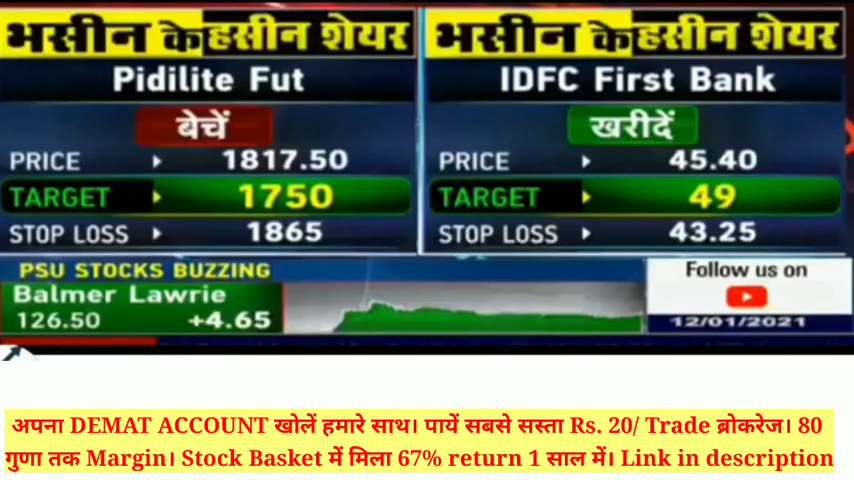 भसीन के हसीन शेयर
Pidilite Fut
बेचें
PRICE 1817.50
TARGET 1750
STOP LOSS 1865
भसीन के हसीन शेयर
IDFC First Bank
खरीदें
PRICE 45.40
TARGET 49
STOP LOSS 43.25
PSU STOCKS BUZZING
Balmer Lawrie
126.50 +4.65
Follow us on
12/01/2021
अपना DEMAT ACCOUNT खोलें हमारे साथ। पायें सबसे सस्ता Rs. 20/ Trade ब्रोकरेज। 80
गुणा तक Margin। Stock Basket में मिला 67% return 1 साल में। Link in description